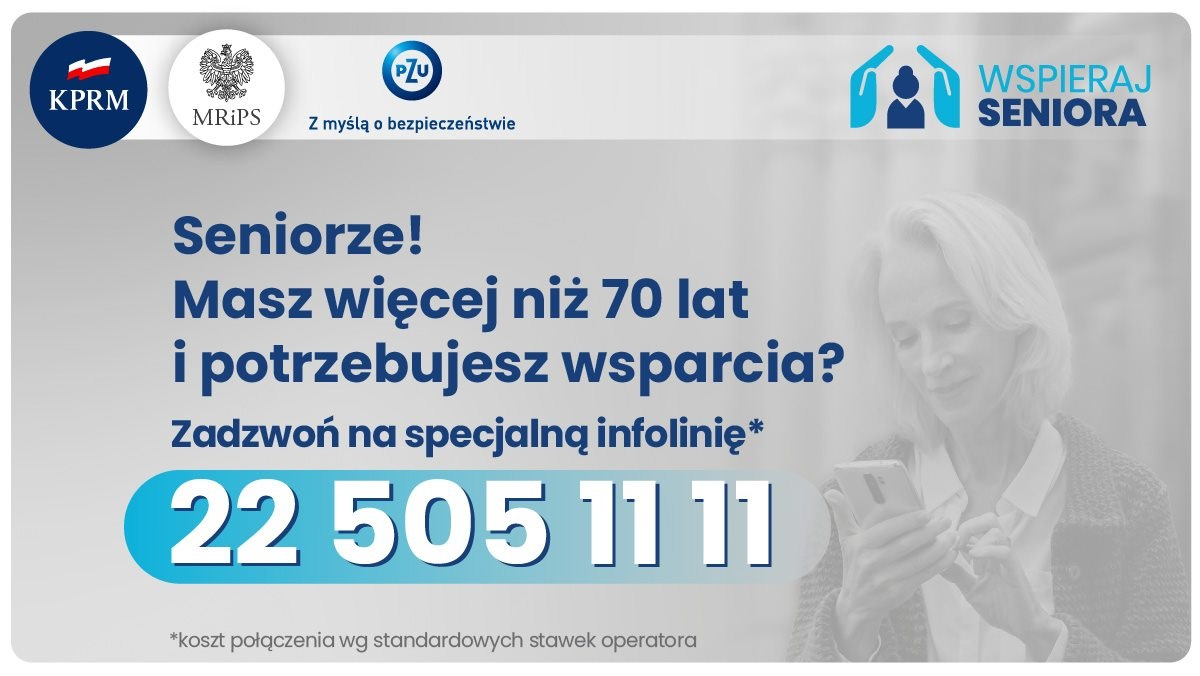 KPRM
MRiPS
PZU
Z myślą o bezpieczeństwie
WSPIERAJ
SENIORA
Seniorze!
Masz więcej niż 70 lat
i potrzebujesz wsparcia?
Zadzwoń na specjalną infolinię*
22 505 11 11
*koszt połączenia wg standardowych stawek operatora